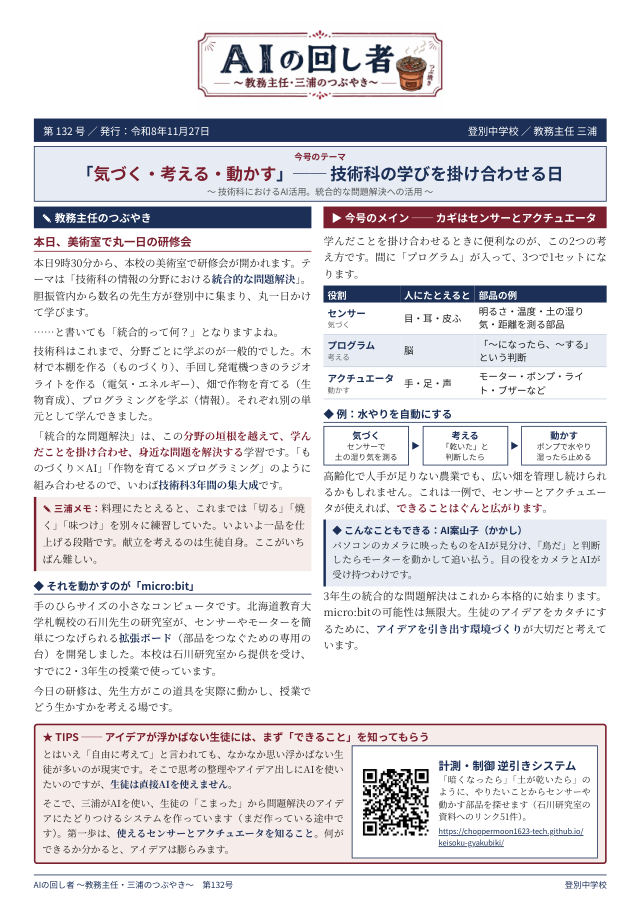 AIの回し者
～教務主任・三浦のつぶやき～
つぶ焼き
第 132 号 ／ 発行：令和8年11月27日
登別中学校 ／ 教務主任 三浦
今号のテーマ
「気づく・考える・動かす」── 技術科の学びを掛け合わせる日
～ 技術科におけるAI活用。統合的な問題解決への活用 ～
✎ 教務主任のつぶやき
本日、美術室で丸一日の研修会
本日9時30分から、本校の美術室で研修会が開かれます。テ
ーマは「技術科の情報の分野における統合的な問題解決」。
胆振管内から数名の先生方が登別中に集まり、丸一日かけ
て学びます。
……と書いても「統合的って何？」となりますよね。
技術科はこれまで、分野ごとに学ぶのが一般的でした。木
材で本棚を作る（ものづくり）、手回し発電機つきのラジオ
ライトを作る（電気・エネルギー）、畑で作物を育てる（生
物育成）、プログラミングを学ぶ（情報）。それぞれ別の単
元として学んできました。
「統合的な問題解決」は、この分野の垣根を越えて、学ん
だことを掛け合わせ、身近な問題を解決する学習です。「も
のづくり×AI」「作物を育てる×プログラミング」のように
組み合わせるので、いわば技術科3年間の集大成です。
✎ 三浦メモ：料理にたとえると、これまでは「切る」「焼
く」「味つけ」を別々に練習していた。いよいよ一品を仕
上げる段階です。献立を考えるのは生徒自身。ここがいち
ばん難しい。
◆ それを動かすのが「micro:bit」
手のひらサイズの小さなコンピュータです。北海道教育大
学札幌校の石川先生の研究室が、センサーやモーターを簡
単につなげられる拡張ボード（部品をつなぐための専用の
台）を開発しました。本校は石川研究室から提供を受け、
すでに2・3年生の授業で使っています。
今日の研修は、先生方がこの道具を実際に動かし、授業で
どう生かすかを考える場です。
▶ 今号のメイン ── カギはセンサーとアクチュエータ
学んだことを掛け合わせるときに便利なのが、この2つの考
え方です。間に「プログラム」が入って、3つで1セットにな
ります。
役割 人にたとえると 部品の例
センサー
気づく
目・耳・皮ふ
明るさ・温度・土の湿り
気・距離を測る部品
プログラム
考える
脳
「〜になったら、〜する」
という判断
アクチュエータ
動かす
手・足・声
モーター・ポンプ・ライ
ト・ブザーなど
◆ 例：水やりを自動にする
気づく
センサーで
土の湿り気を測る
▶
考える
「乾いた」と
判断したら
▶
動かす
ポンプで水やり
湿ったら止める
高齢化で人手が足りない農業でも、広い畑を管理し続けられ
るかもしれません。これは一例で、センサーとアクチュエー
タが使えれば、できることはぐんと広がります。
◆ こんなこともできる：AI案山子（かかし）
パソコンのカメラに映ったものをAIが見分け、「鳥だ」と判断
したらモーターを動かして追い払う。目の役をカメラとAIが
受け持つわけです。
3年生の統合的な問題解決はこれから本格的に始まります。
micro:bitの可能性は無限大。生徒のアイデアをカタチにす
るために、アイデアを引き出す環境づくりが大切だと考えて
います。
★ TIPS ── アイデアが浮かばない生徒には、まず「できること」を知ってもらう
とはいえ「自由に考えて」と言われても、なかなか思い浮かばない生
徒が多いのが現実です。そこで思考の整理やアイデア出しにAIを使い
たいのですが、生徒は直接AIを使えません。
そこで、三浦がAIを使い、生徒の「こまった」から問題解決のアイデ
アにたどりつけるシステムを作っています（まだ作っている途中で
す）。第一歩は、使えるセンサーとアクチュエータを知ること。何が
できるか分かると、アイデアは膨らみます。
計測・制御 逆引きシステム
「暗くなったら」「土が乾いたら」の
ように、やりたいことからセンサーや
動かす部品を探せます（石川研究室の
資料へのリンク51件）。
https://choppermoon1623-tech.github.io/
keisoku-gyakubiki/
AIの回し者 ～教務主任・三浦のつぶやき～　第132号
登別中学校